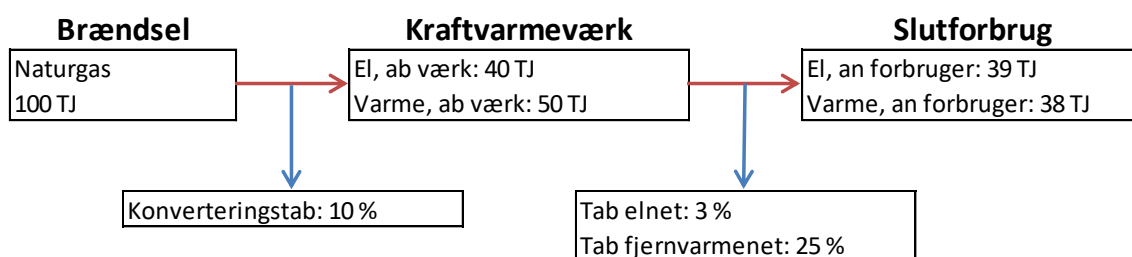 Brændsel
Kraftvarmeværk
Slutforbrug
Naturgas
100 TJ
El, ab værk: 40 TJ
Varme, ab værk: 50 TJ
El, an forbruger: 39 TJ
Varme, an forbruger: 38 TJ
Konverteringstab: 10 %
Tab elnet: 3 %
Tab fjernvarmenet: 25 %